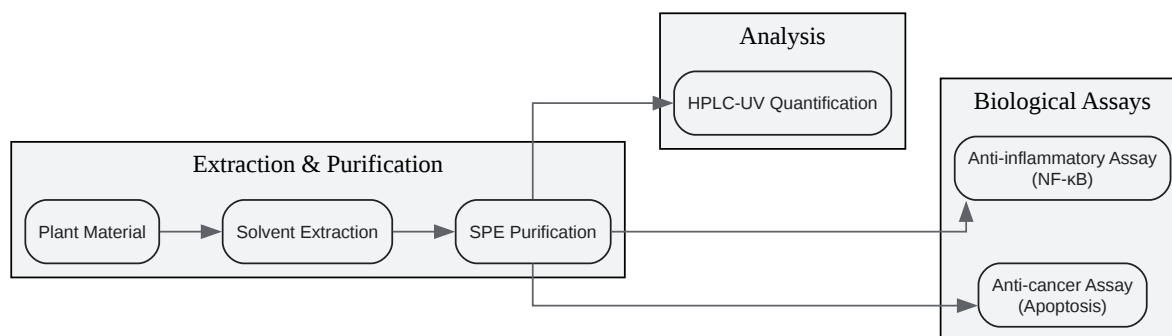 Analysis
HPLC-UV Quantification
Biological Assays
Anti-inflammatory Assay
(NF-κB)
Extraction & Purification
Plant Material
Solvent Extraction
SPE Purification
Anti-cancer Assay
(Apoptosis)